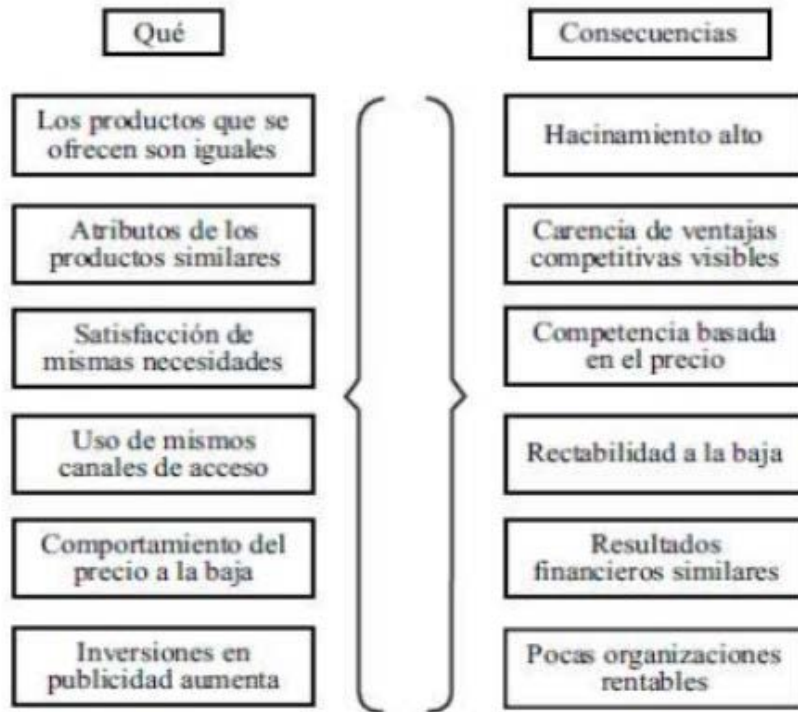 Qué
Los productos que se
ofrecen son iguales
Atributos de los
productos similares
Satisfacción de
mismas necesidades
Uso de mismos
canales de acceso
Comportamiento del
precio a la baja
Inversiones en
publicidad aumenta
Consecuencias
Hacinamiento alto
Carencia de ventajas
competitivas visibles
Competencia basada
en el precio
Rectabilidad a la baja
Resultados
financieros similares
Pocas organizaciones
rentables